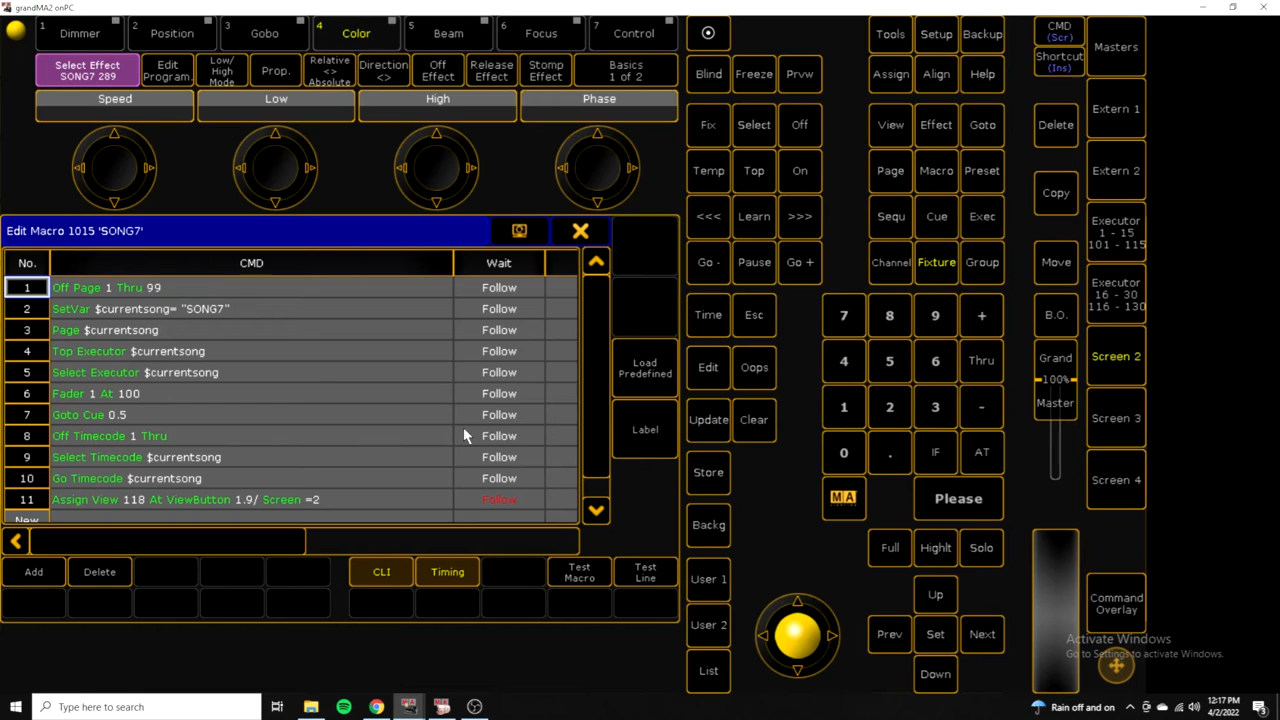 grandMA2 onPC
1 Dimmer
2 Position
3 Gobo
4 Color
5 Beam
6 Focus
7 Control
Select Effect
SONG7 289
Edit
Program.
Low/
High
Mode
Prop.
Relative
<>
Absolute
Direction
<>
Off
Effect
Release
Effect
Stomp
Effect
Basics
1 of 2
Speed
Low
High
Phase
Edit Macro 1015 'SONG7'
No. CMD Wait
1 Off Page 1 Thru 99 Follow
2 SetVar $currentsong= "SONG7" Follow
3 Page $currentsong Follow
4 Top Executor $currentsong Follow
5 Select Executor $currentsong Follow
6 Fader 1 At 100 Follow
7 Goto Cue 0.5 Follow
8 Off Timecode 1 Thru Follow
9 Select Timecode $currentsong Follow
10 Go Timecode $currentsong Follow
11 Assign View 118 At ViewButton 1.9/ Screen =2 Follow
New
Load
Predefined
Label
Add
Delete
CLI
Timing
Test
Macro
Test
Line
Tools Setup Backup
Blind Freeze Prvw
Assign Align Help
Fix Select Off
View Effect Goto
Temp Top On
Page Macro Preset
<<< Learn >>>
Sequ Cue Exec
Go - Pause Go +
Channel Fixture Group
Time Esc
7 8 9 +
Edit Oops
4 5 6 Thru
Update Clear
1 2 3 -
Store
0 . IF AT
MA
Please
Backg
Full Highlt Solo
User 1
Up
User 2
Prev Set Next
List
Down
CMD
(Scr)
Shortcut
(Ins)
Delete
Copy
Move
B.O.
Grand
100%
Master
Masters
Extern 1
Extern 2
Executor
1 - 15
101 - 115
Executor
16 - 30
116 - 130
Screen 2
Screen 3
Screen 4
Command
Overlay
Activate Windows
Go to Settings to activate Windows.
Type here to search
Rain off and on
12:17 PM
4/2/2022
3